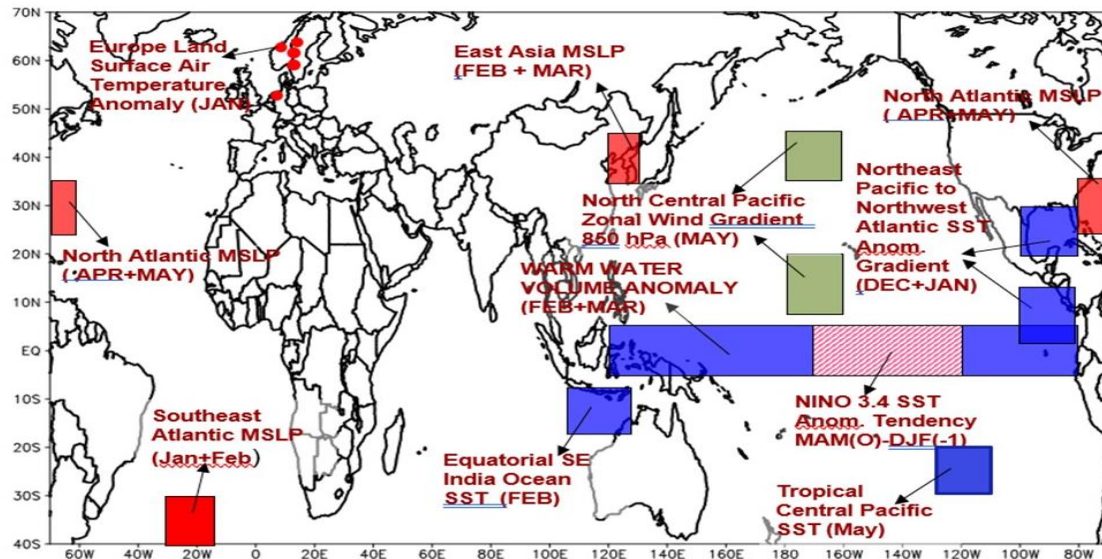 70N
60N
50N
40N
30N
20N
10N
EQ
10S
20S
30S
40S
60W
40W
20W
0
20E
40E
60E
80E
100E
120E
140E
160E
180
160W
140W
120W
100W
80W
Europe Land
Surface Air
Temperature
Anomaly (JAN)
East Asia MSLP
(FEB + MAR)
North Atlantic MSLP
( APR+MAY)
North Central Pacific
Zonal Wind Gradient
850 hPa (MAY)
Northeast
Pacific to
Northwest
Atlantic SST
Anom.
Gradient
(DEC+JAN)
North Atlantic MSLP
( APR+MAY)
WARM WATER
VOLUME ANOMALY
(FEB+MAR)
Southeast
Atlantic MSLP
(Jan+Feb)
Equatorial SE
India Ocean
SST (FEB)
NINO 3.4 SST
Anom. Tendency
MAM(O)-DJF(-1)
Tropical
Central Pacific
SST (May)